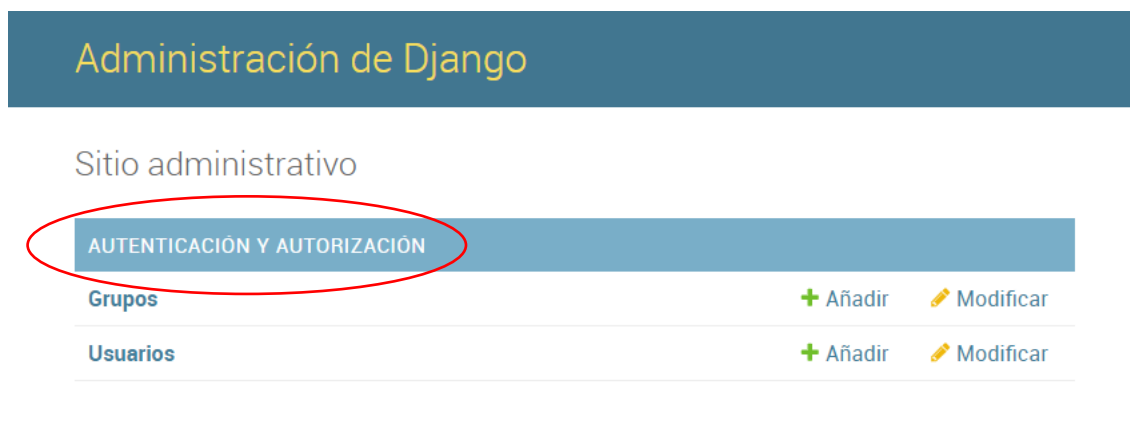 Administración de Django
Sitio administrativo
AUTENTICACIÓN Y AUTORIZACIÓN
Grupos Añadir Modificar
Usuarios Añadir Modificar